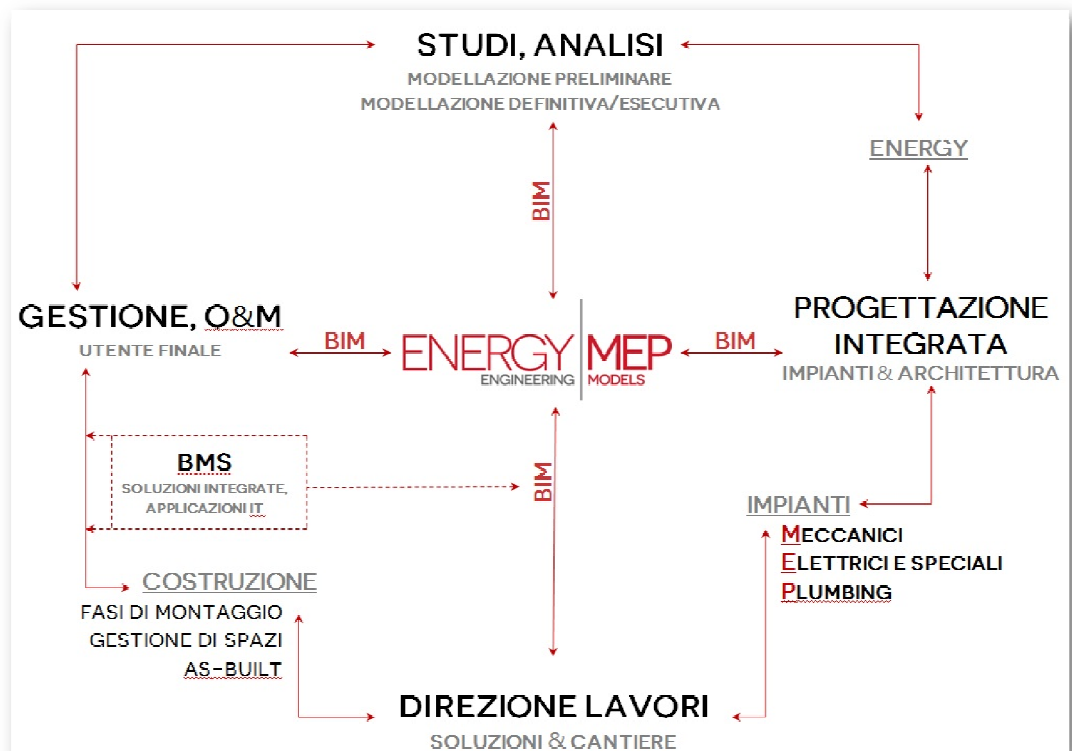 STUDI, ANALISI
MODELLAZIONE PRELIMINARE
MODELLAZIONE DEFINITIVA/ESECUTIVA
ENERGY
BIM
GESTIONE, O&M
UTENTE FINALE
BIM
ENERGY MEP
ENGINEERING MODELS
BIM
PROGETTAZIONE
INTEGRATA
IMPIANTI & ARCHITETTURA
BMS
SOLUZIONI INTEGRATE,
APPLICAZIONI IT
BIM
IMPIANTI
MECCANICI
ELETTRICI E SPECIALI
PLUMBING
COSTRUZIONE
FASI DI MONTAGGIO
GESTIONE DI SPAZI
AS-BUILT
DIREZIONE LAVORI
SOLUZIONI & CANTIERE